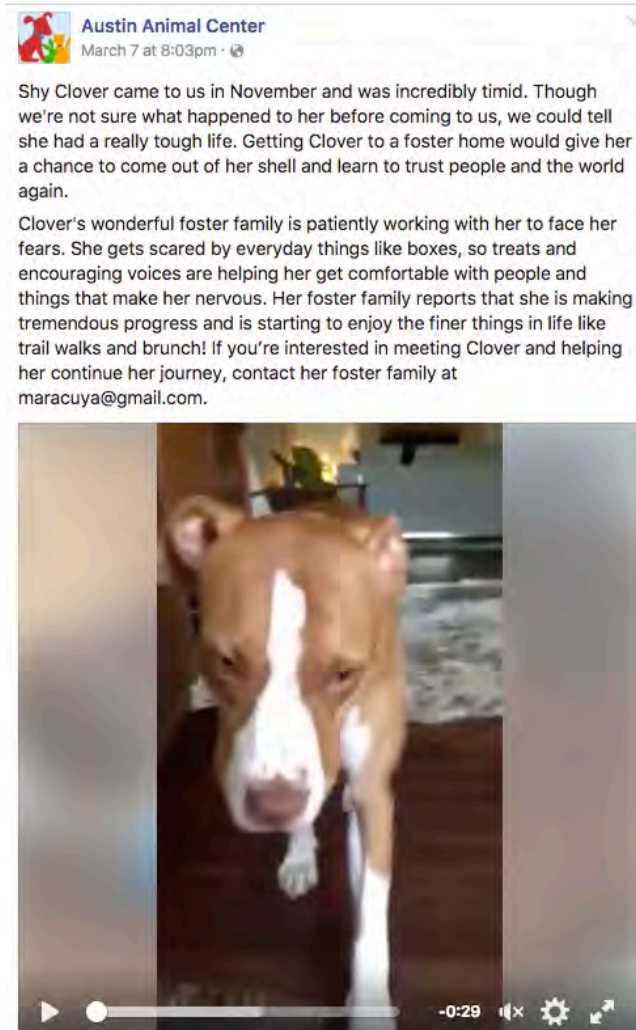 Austin Animal Center
March 7 at 8:03pm ·
Shy Clover came to us in November and was incredibly timid. Though
we're not sure what happened to her before coming to us, we could tell
she had a really tough life. Getting Clover to a foster home would give her
a chance to come out of her shell and learn to trust people and the world
again.
Clover's wonderful foster family is patiently working with her to face her
fears. She gets scared by everyday things like boxes, so treats and
encouraging voices are helping her get comfortable with people and
things that make her nervous. Her foster family reports that she is making
tremendous progress and is starting to enjoy the finer things in life like
trail walks and brunch! If you’re interested in meeting Clover and helping
her continue her journey, contact her foster family at
maracuya@gmail.com.
-0:29